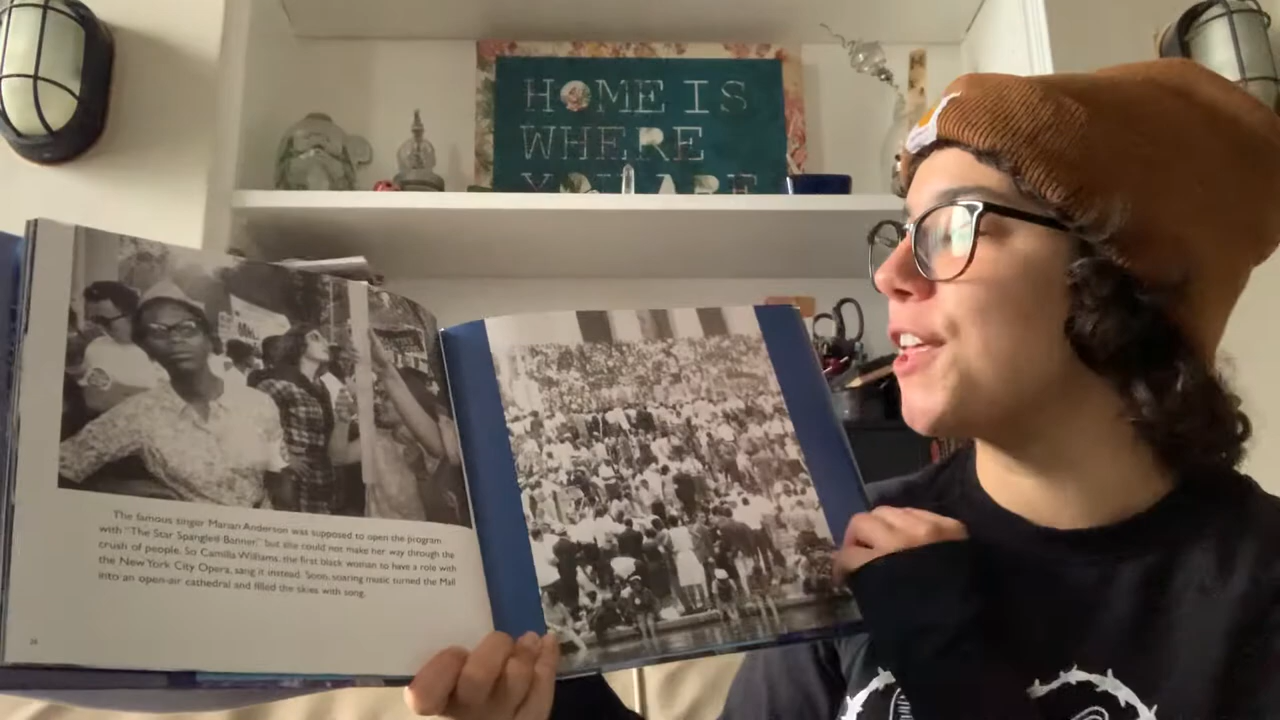 HOME IS
WHERE
YOU ARE
The famous singer Marian Anderson was supposed to open the program
with "The Star Spangled Banner," but she could not make her way through the
crush of people. So Camilla Williams, the first black woman to have a role with
the New York City Opera, sang it instead. Soon, soaring music turned the Mall
into an open-air cathedral and filled the skies with song.